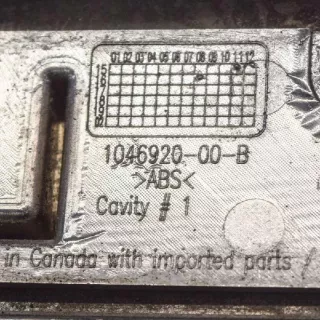 01 02 03 04 05 06 07 08 09 10 11 12
15
1046920-00-B
>ABS<
Cavity # 1
in Canada with imported parts /